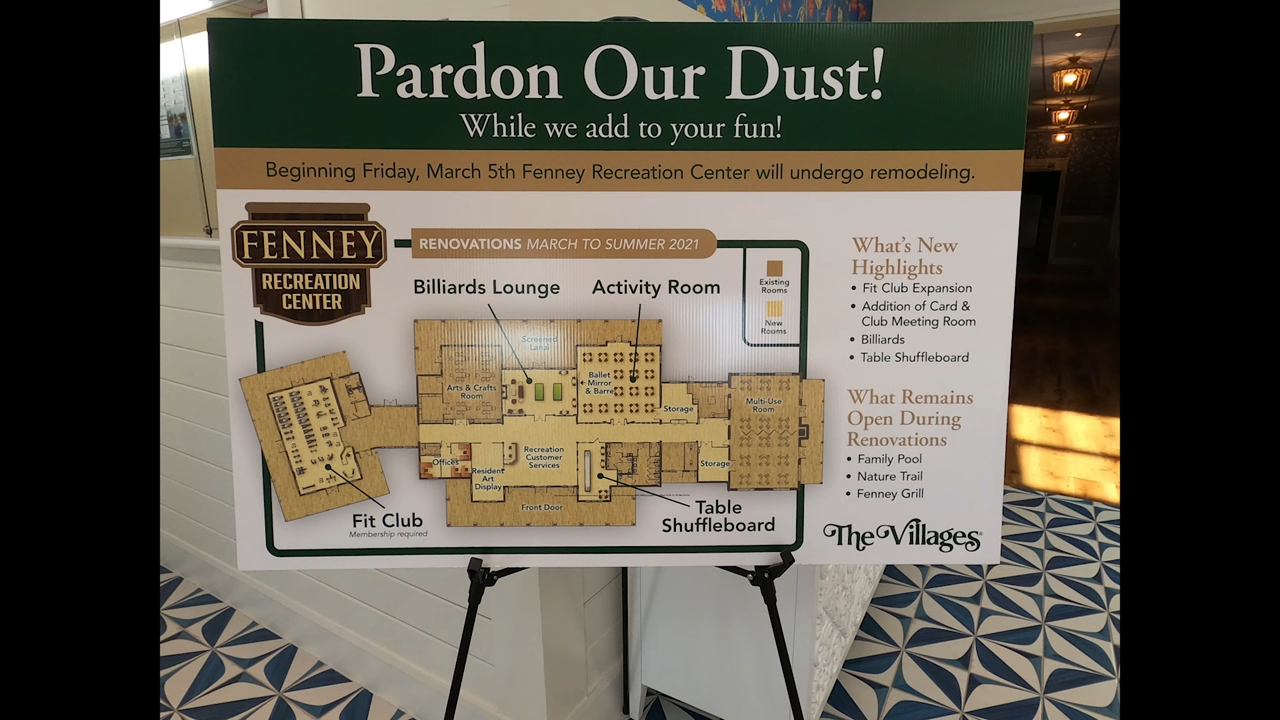 Pardon Our Dust!
While we add to your fun!
Beginning Friday, March 5th Fenney Recreation Center will undergo remodeling.
FENNEY
RECREATION
CENTER
RENOVATIONS MARCH TO SUMMER 2021
Existing
Rooms
New
Rooms
Billiards Lounge
Activity Room
Screened
Lanai
Arts & Crafts
Room
Ballet
Mirror
& Barre
Storage
Multi-Use
Room
Offices
Resident
Art
Display
Recreation
Customer
Services
Storage
Front Door
Fit Club
Membership required
Table
Shuffleboard
What's New
Highlights
• Fit Club Expansion
• Addition of Card &
Club Meeting Room
• Billiards
• Table Shuffleboard
What Remains
Open During
Renovations
• Family Pool
• Nature Trail
• Fenney Grill
The Villages®